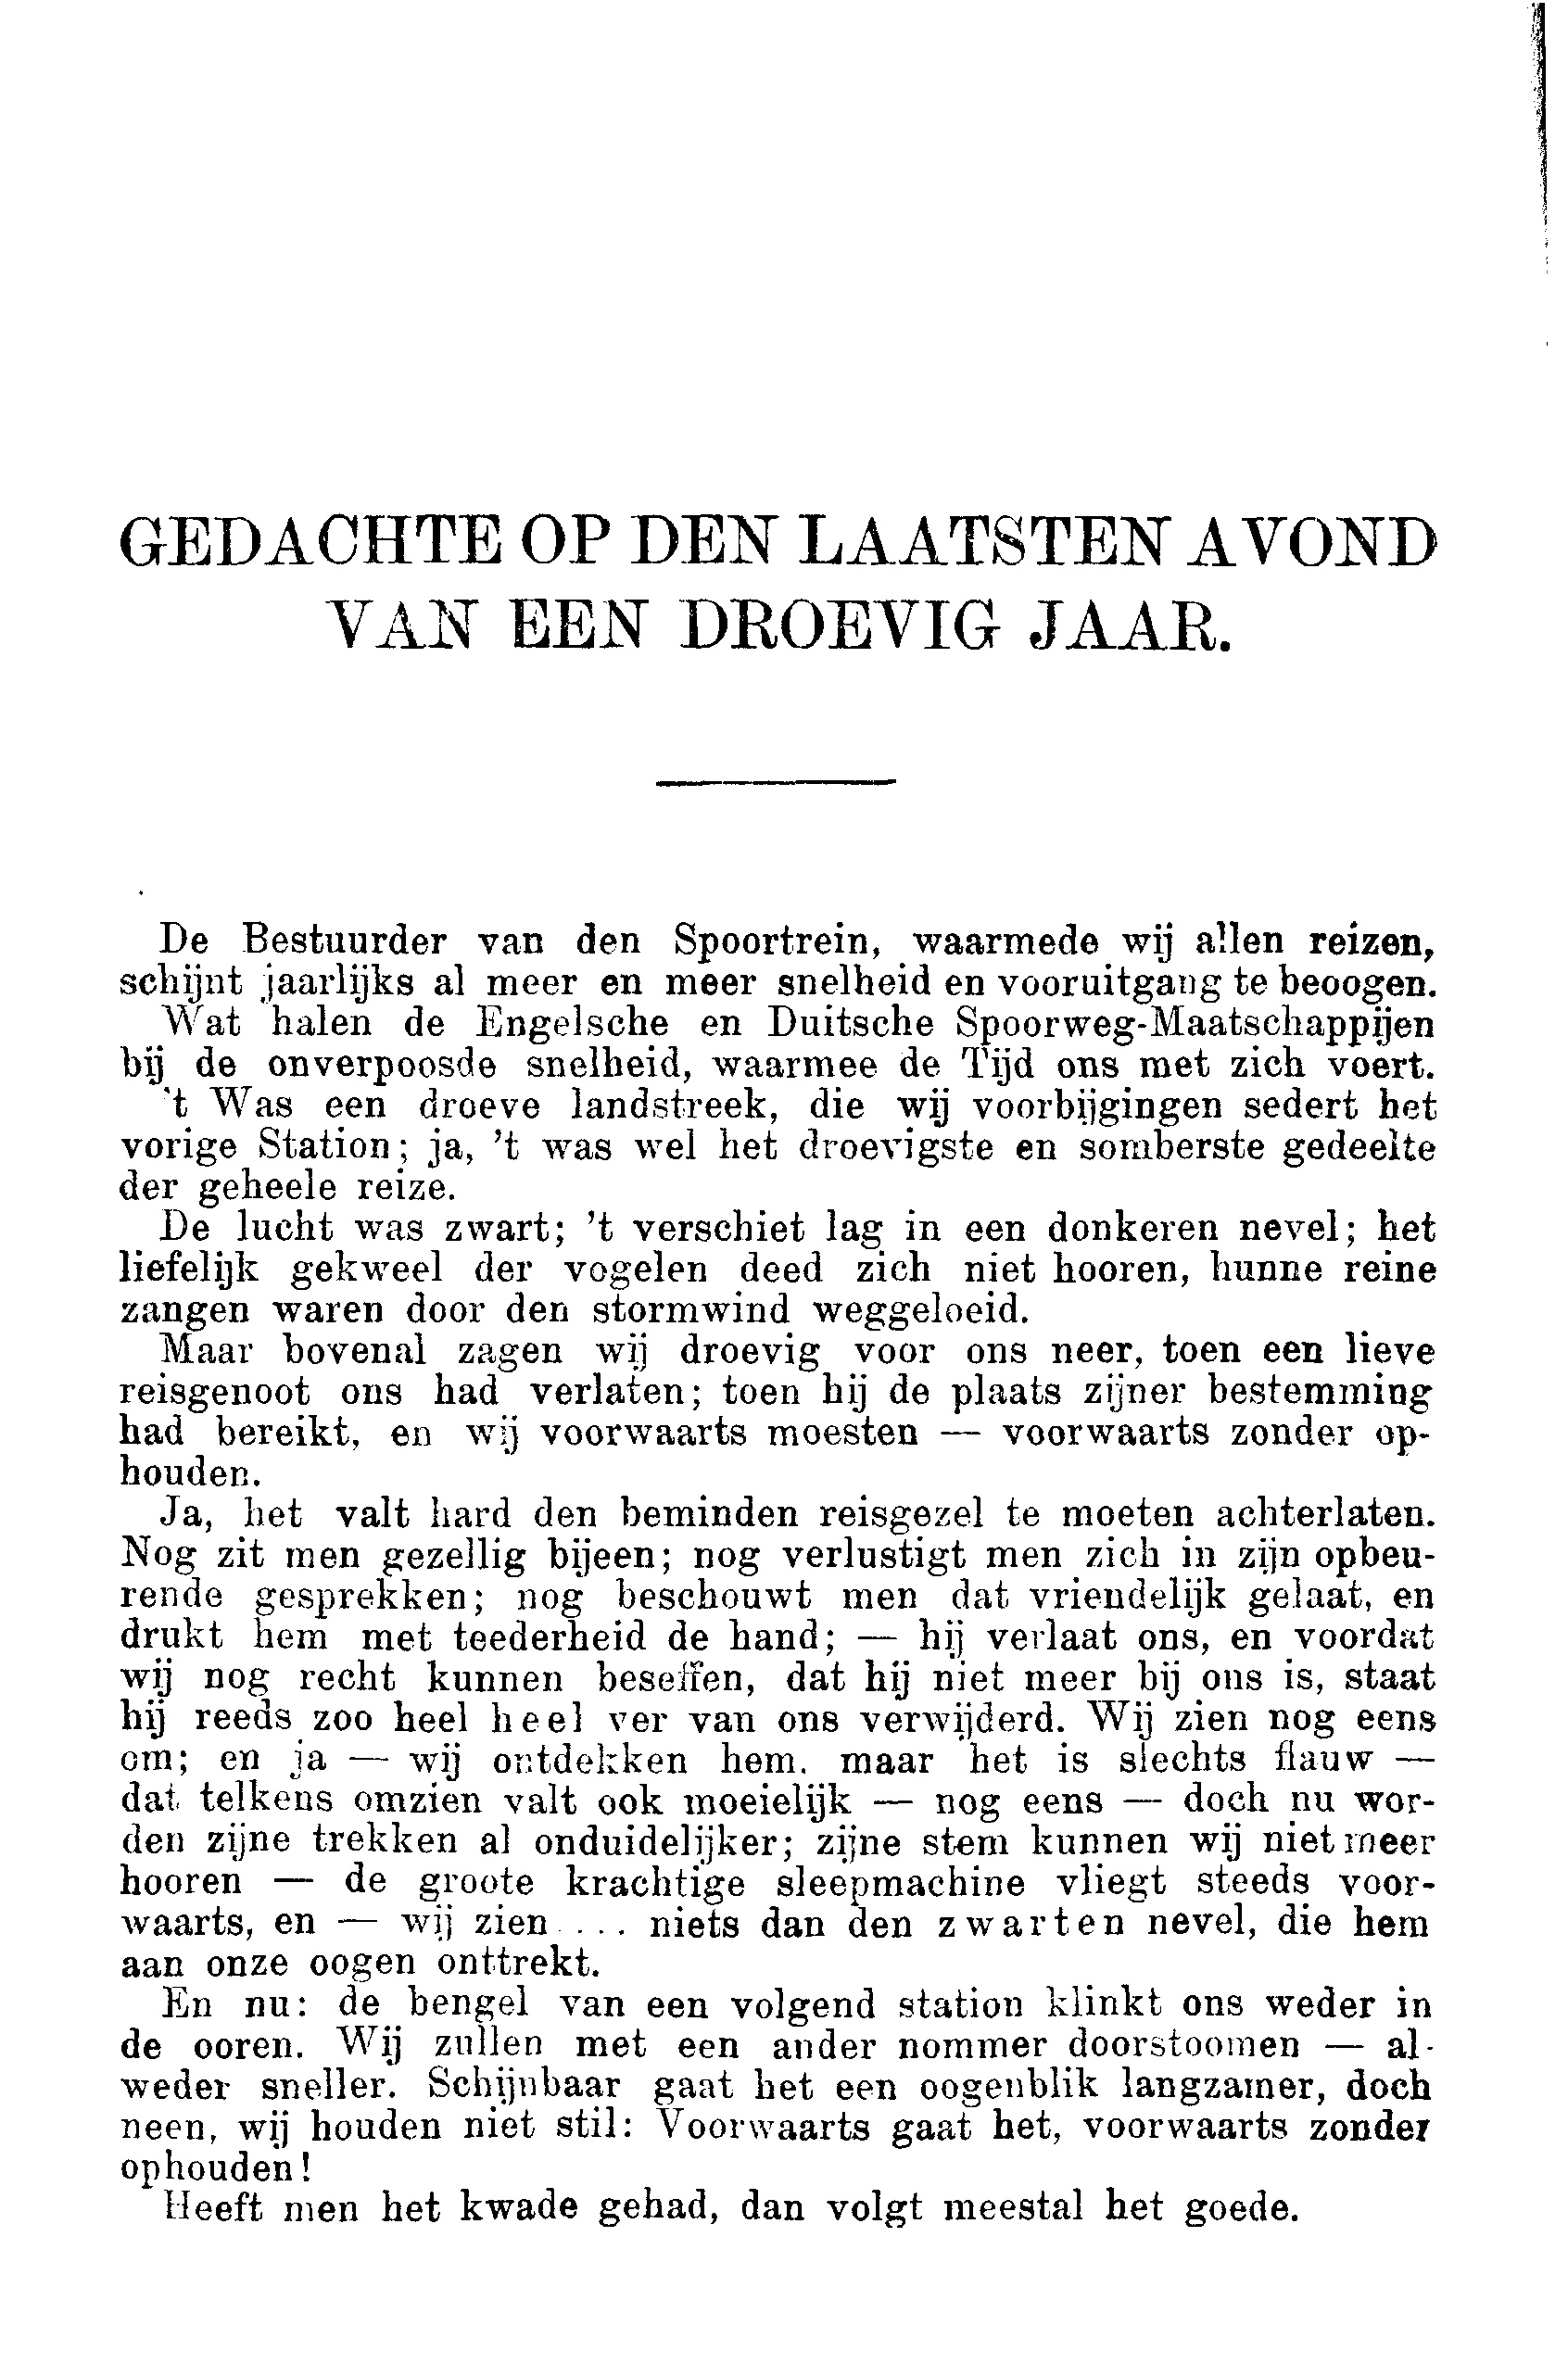 GEDACHTE OP DEN LAATSTEN AVOND
VAN EEN DROEVIG JAAR.
De Bestuurder van den Spoortrein, waarmede wij allen reizen,
schijnt jaarlijks al meer en meer snelheid en vooruitgang te beoogen.
Wat halen de Engelsche en Duitsche Spoorweg-Maatschappijen
bij de onverpoosde snelheid, waarmee de Tijd ons met zich voert.
't Was een droeve landstreek, die wij voorbijgingen sedert het
vorige Station; ja, 't was wel het droevigste en somberste gedeelte
der geheele reize.
De lucht was zwart; 't verschiet lag in een donkeren nevel; het
liefelijk gekweel der vogelen deed zich niet hooren, hunne reine
zangen waren door den stormwind weggeloeid.
Maar bovenal zagen wij droevig voor ons neer, toen een lieve
reisgenoot ons had verlaten; toen hij de plaats zijner bestemming
had bereikt, en wij voorwaarts moesten — voorwaarts zonder op-
houden.
Ja, het valt hard den beminden reisgezel te moeten achterlaten.
Nog zit men gezellig bijeen; nog verlustigt men zich in zijn opbeu-
rende gesprekken; nog beschouwt men dat vriendelijk gelaat, en
drukt hem met teederheid de hand; — hij verlaat ons, en voordat
wij nog recht kunnen beseffen, dat hij niet meer bij ons is, staat
hij reeds zoo heel heel ver van ons verwijderd. Wij zien nog eens
om; en ja — wij ontdekken hem. maar het is slechts flauw —
dat telkens omzien valt ook moeielijk — nog eens — doch nu wor-
den zijne trekken al onduidelijker; zijne stem kunnen wij niet meer
hooren — de groote krachtige sleepmachine vliegt steeds voor-
waarts, en — wij zien .... niets dan den zwarten nevel, die hem
aan onze oogen onttrekt.
En nu: de bengel van een volgend station klinkt ons weder in
de ooren. Wij zullen met een ander nommer doorstoomen — al-
weder sneller. Schijnbaar gaat het een oogenblik langzamer, doch
neen, wij houden niet stil: Voorwaarts gaat het, voorwaarts zonder
ophouden!
Heeft men het kwade gehad, dan volgt meestal het goede.